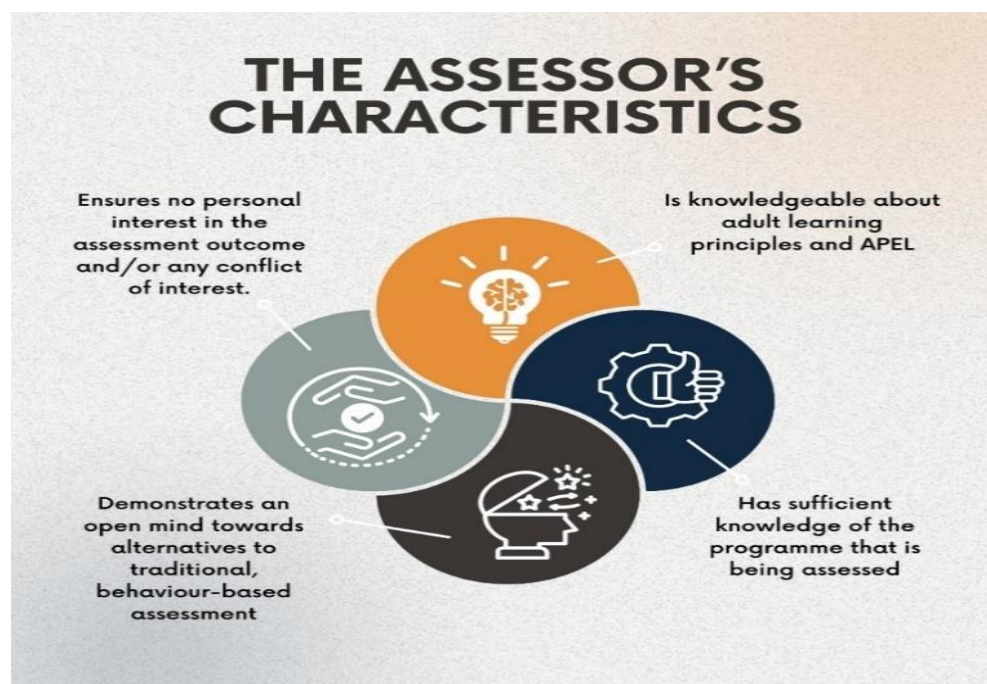 THE ASSESSOR'S
CHARACTERISTICS
Ensures no personal
interest in the
assessment outcome
and/or any conflict
of interest.
Is knowledgeable about
adult learning
principles and APEL
Demonstrates an
open mind towards
alternatives to
traditional,
behaviour-based
assessment
Has sufficient
knowledge of the
programme that is
being assessed